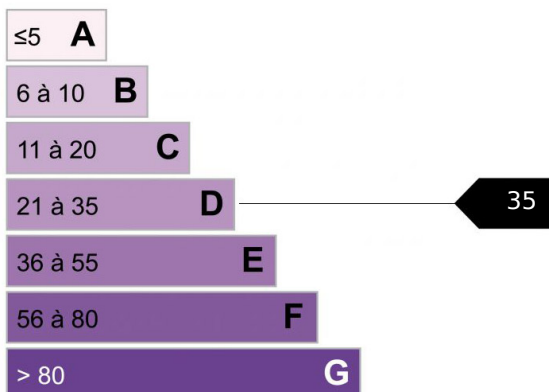 ≤5 A
6 à 10 B
11 à 20 C
21 à 35 D 35
36 à 55 E
56 à 80 F
> 80 G